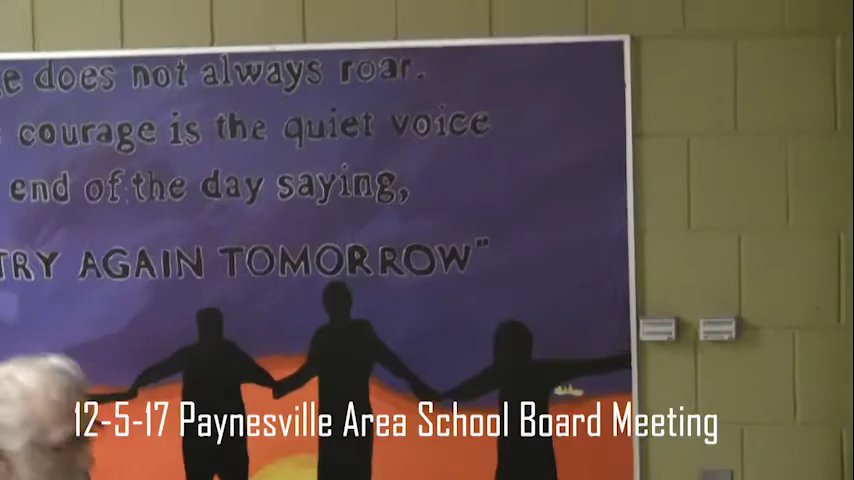 e does not always roar.
courage is the quiet voice
end of the day saying,
TRY AGAIN TOMORROW"
12-5-17 Paynesville Area School Board Meeting